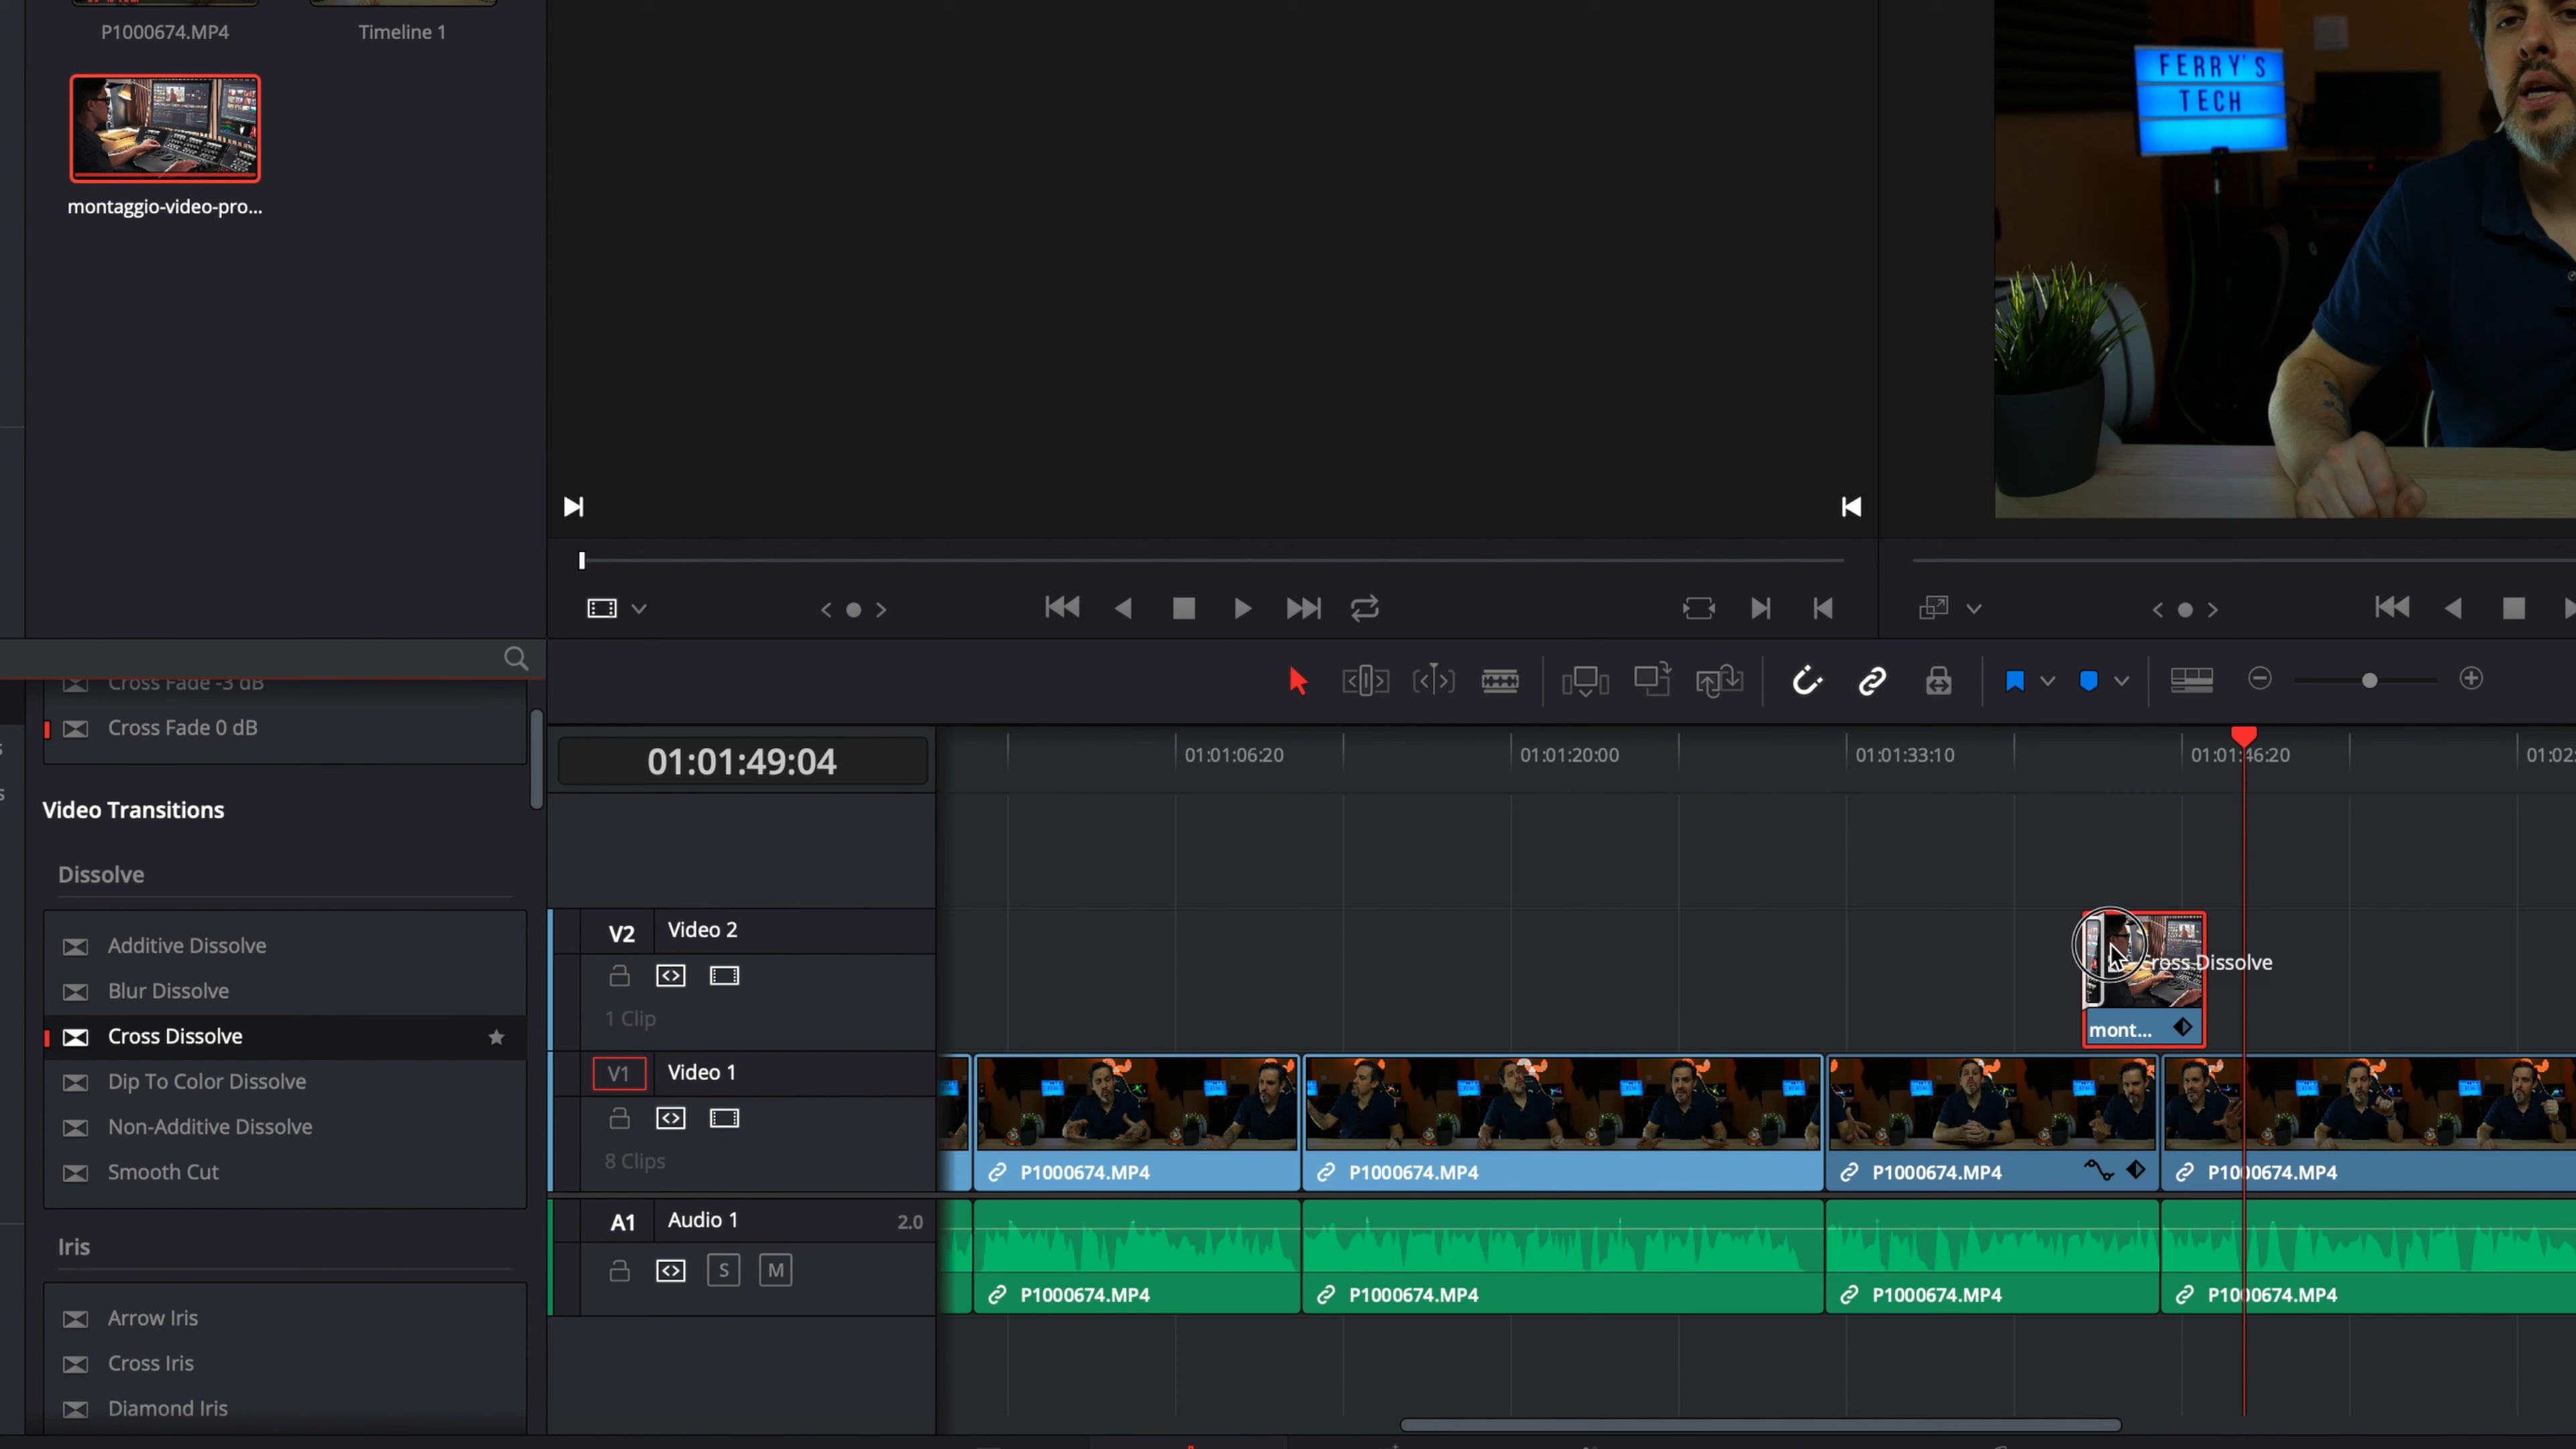 P1000674.MP4
Timeline 1
montaggio-video-pro...
FERRY'S
TECH
Cross Fade -3 dB
Cross Fade 0 dB
Video Transitions
Dissolve
Additive Dissolve
Blur Dissolve
Cross Dissolve
Dip To Color Dissolve
Non-Additive Dissolve
Smooth Cut
Iris
Arrow Iris
Cross Iris
Diamond Iris
01:01:49:04
01:01:06:20
01:01:20:00
01:01:33:10
01:01:46:20
01:02:
V2
Video 2
1 Clip
Cross Dissolve
mont...
V1
Video 1
8 Clips
P1000674.MP4
P1000674.MP4
P1000674.MP4
P1000674.MP4
A1
Audio 1
2.0
S
M
P1000674.MP4
P1000674.MP4
P1000674.MP4
P1000674.MP4